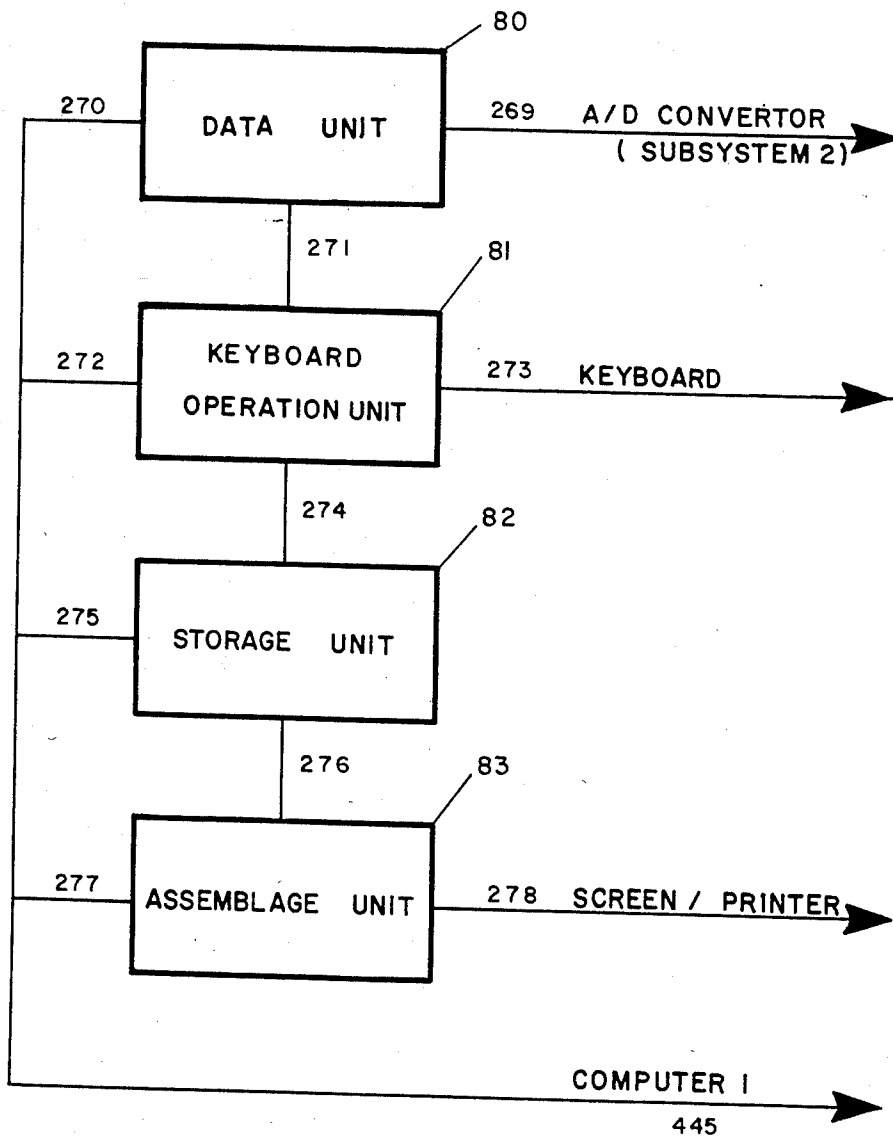 80
270
DATA UNIT
269 A/D CONVERTOR
( SUBSYSTEM 2)
271
81
272
KEYBOARD
OPERATION UNIT
273 KEYBOARD
274
82
275
STORAGE UNIT
276
83
277
ASSEMBLAGE UNIT
278 SCREEN / PRINTER
COMPUTER 1
445